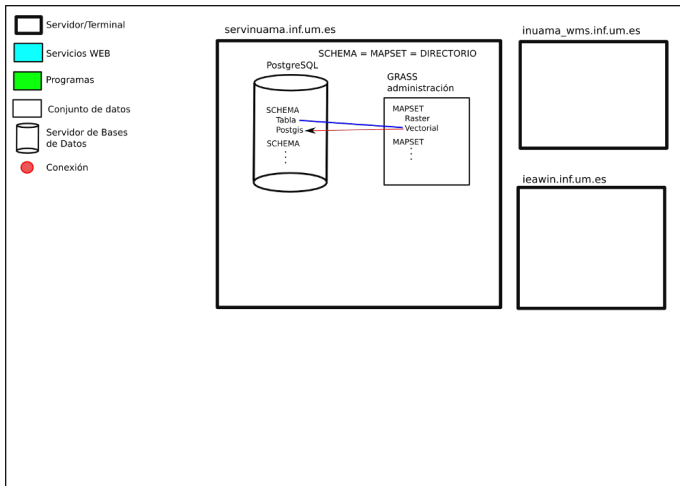 Servidor/Terminal
Servicios WEB
Programas
Conjunto de datos
Servidor de Bases
de Datos
Conexión
servinuama.inf.um.es
SCHEMA = MAPSET = DIRECTORIO
PostgreSQL
SCHEMA
Tabla
Postgis
SCHEMA
GRASS
administración
MAPSET
Raster
Vectorial
MAPSET
inuama_wms.inf.um.es
ieawin.inf.um.es